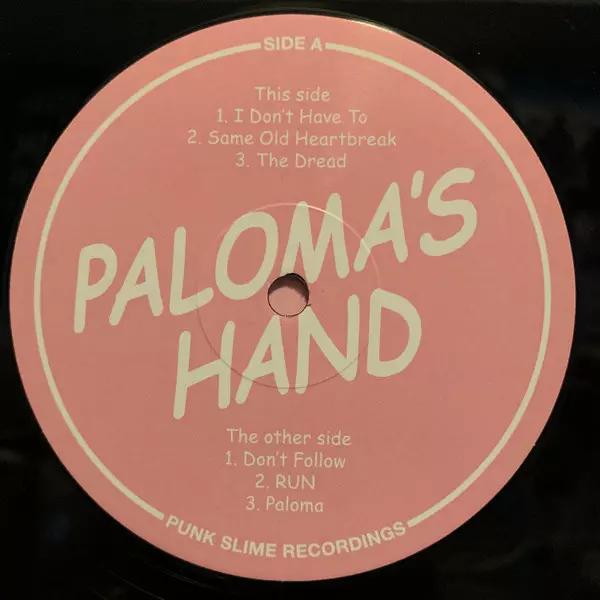 SIDE A
This side
1. I Don't Have To
2. Same Old Heartbreak
3. The Dread
PALOMA'S
HAND
The other side
1. Don't Follow
2. RUN
3. Paloma
PUNK SLIME RECORDINGS